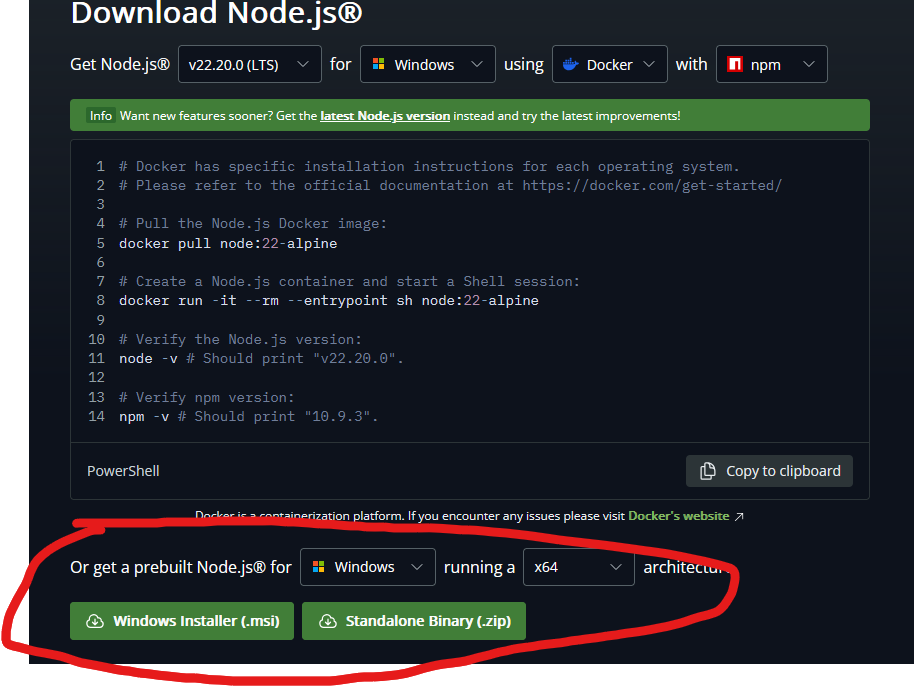 Download Node.js®
Get Node.js® v22.20.0 (LTS) for Windows using Docker with npm
Info Want new features sooner? Get the latest Node.js version instead and try the latest improvements!
1 # Docker has specific installation instructions for each operating system.
2 # Please refer to the official documentation at https://docker.com/get-started/
3
4 # Pull the Node.js Docker image:
5 docker pull node:22-alpine
6
7 # Create a Node.js container and start a Shell session:
8 docker run -it --rm --entrypoint sh node:22-alpine
9
10 # Verify the Node.js version:
11 node -v # Should print "v22.20.0".
12
13 # Verify npm version:
14 npm -v # Should print "10.9.3".
PowerShell Copy to clipboard
Docker is a containerization platform. If you encounter any issues please visit Docker's website
Or get a prebuilt Node.js® for Windows running a x64 architecture.
Windows Installer (.msi) Standalone Binary (.zip)